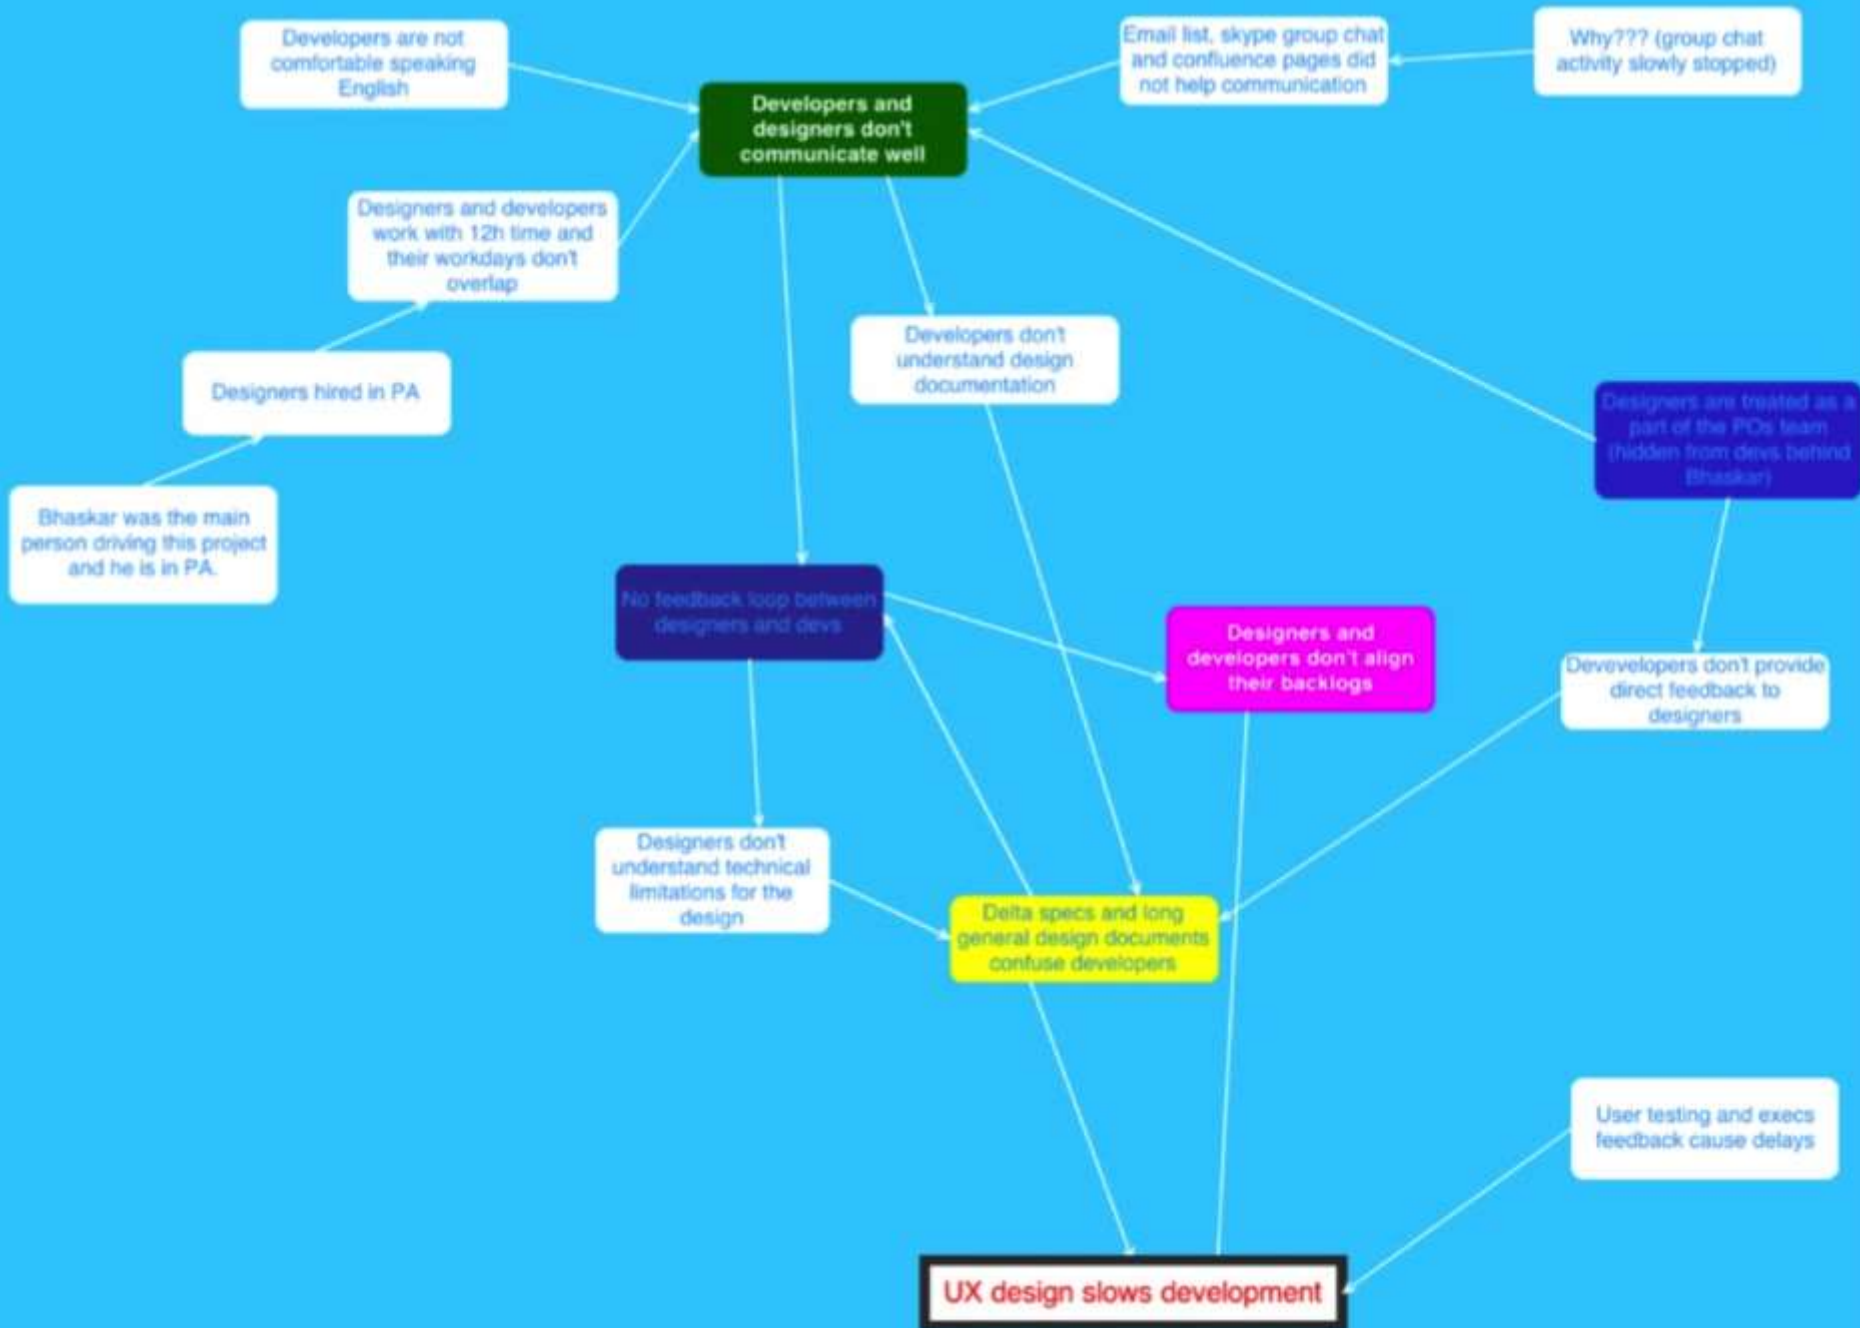 Developers are not
comfortable speaking
English
Email list, skype group chat
and confluence pages did
not help communication
Why??? (group chat
activity slowly stopped)
Developers and
designers don't
communicate well
Designers and developers
work with 12h time and
their workdays don't
overlap
Developers don't
understand design
documentation
Designers hired in PA
Designers are treated as a
part of the POs team
(hidden from devs behind
Bhaskar)
Bhaskar was the main
person driving this project
and he is in PA.
No feedback loop between
designers and devs
Designers and
developers don't align
their backlogs
Devevelopers don't provide
direct feedback to
designers
Designers don't
understand technical
limitations for the
design
Delta specs and long
general design documents
confuse developers
User testing and execs
feedback cause delays
UX design slows development